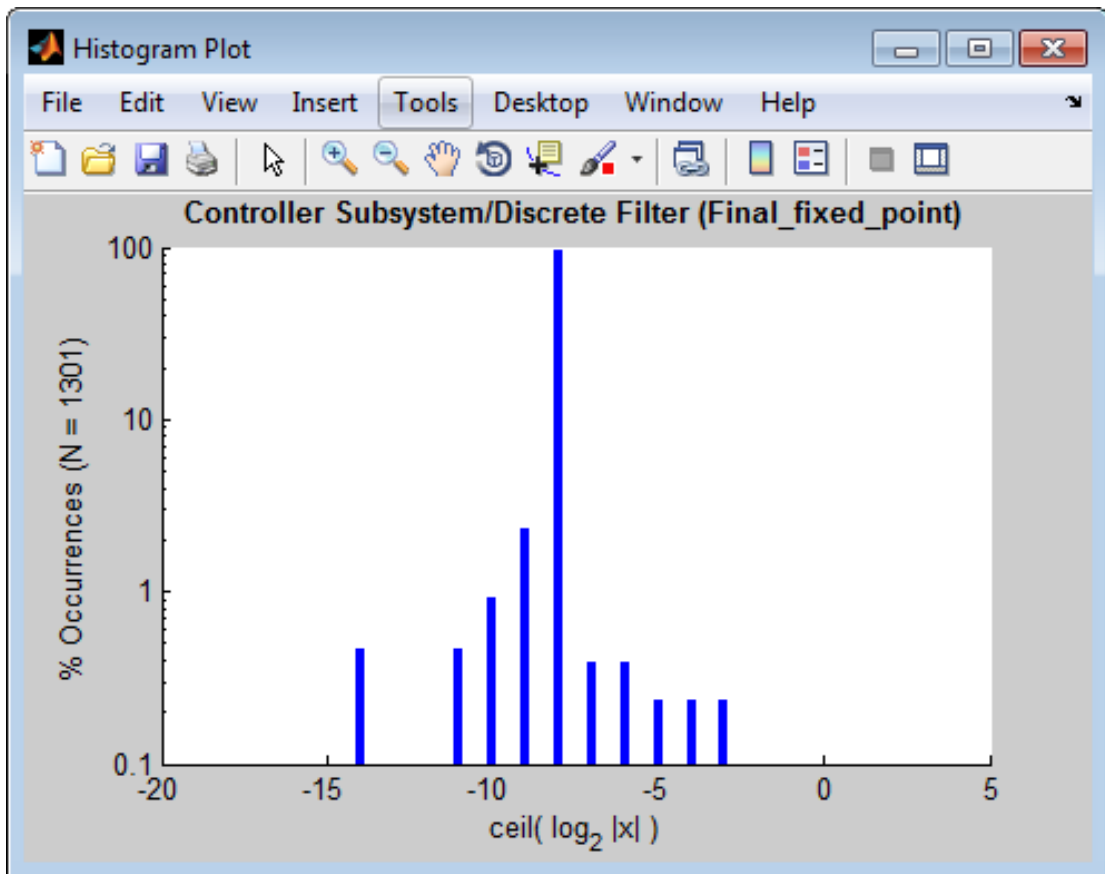 Histogram Plot
File Edit View Insert Tools Desktop Window Help
Controller Subsystem/Discrete Filter (Final_fixed_point)
100
10
1
0.1
% Occurrences (N = 1301)
-20 -15 -10 -5 0 5
ceil( log2 |x| )